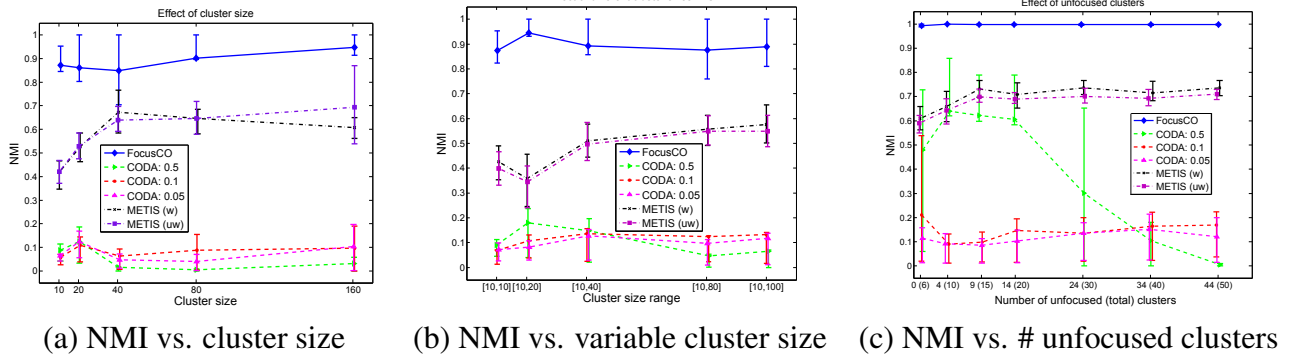 Effect of cluster size
NMI
1
0.9
0.8
0.7
0.6
0.5
0.4
0.3
0.2
0.1
0
FocusCO
CODA: 0.5
CODA: 0.1
CODA: 0.05
METIS (w)
METIS (uw)
10 20 40 80 160
Cluster size
(a) NMI vs. cluster size
NMI
1
0.9
0.8
0.7
0.6
0.5
0.4
0.3
0.2
0.1
0
FocusCO
CODA: 0.5
CODA: 0.1
CODA: 0.05
METIS (w)
METIS (uw)
[10,10] [10,20] [10,40] [10,80] [10,100]
Cluster size range
(b) NMI vs. variable cluster size
Effect of unfocused clusters
NMI
1
0.9
0.8
0.7
0.6
0.5
0.4
0.3
0.2
0.1
0
FocusCO
CODA: 0.5
CODA: 0.1
CODA: 0.05
METIS (w)
METIS (uw)
0 (6) 4 (10) 9 (15) 14 (20) 24 (30) 34 (40) 44 (50)
Number of unfocused (total) clusters
(c) NMI vs. # unfocused clusters